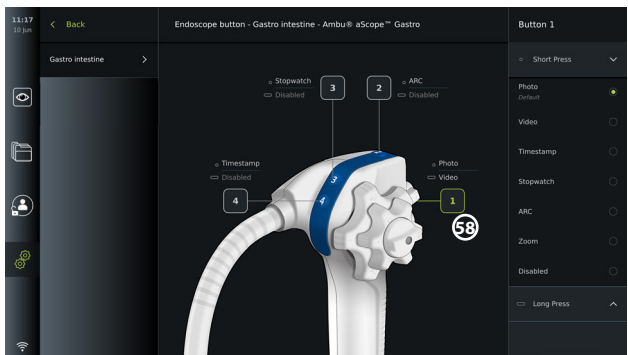 11:17
10 Jun
Back
Endoscope button - Gastro intestine - Ambu® aScope™ Gastro
Button 1
Gastro intestine
Short Press
Photo
Default
Video
Timestamp
Stopwatch
ARC
Zoom
Disabled
Long Press
Stopwatch
Disabled
3
2
ARC
Disabled
Timestamp
Disabled
4
Photo
Video
1
3
4
58